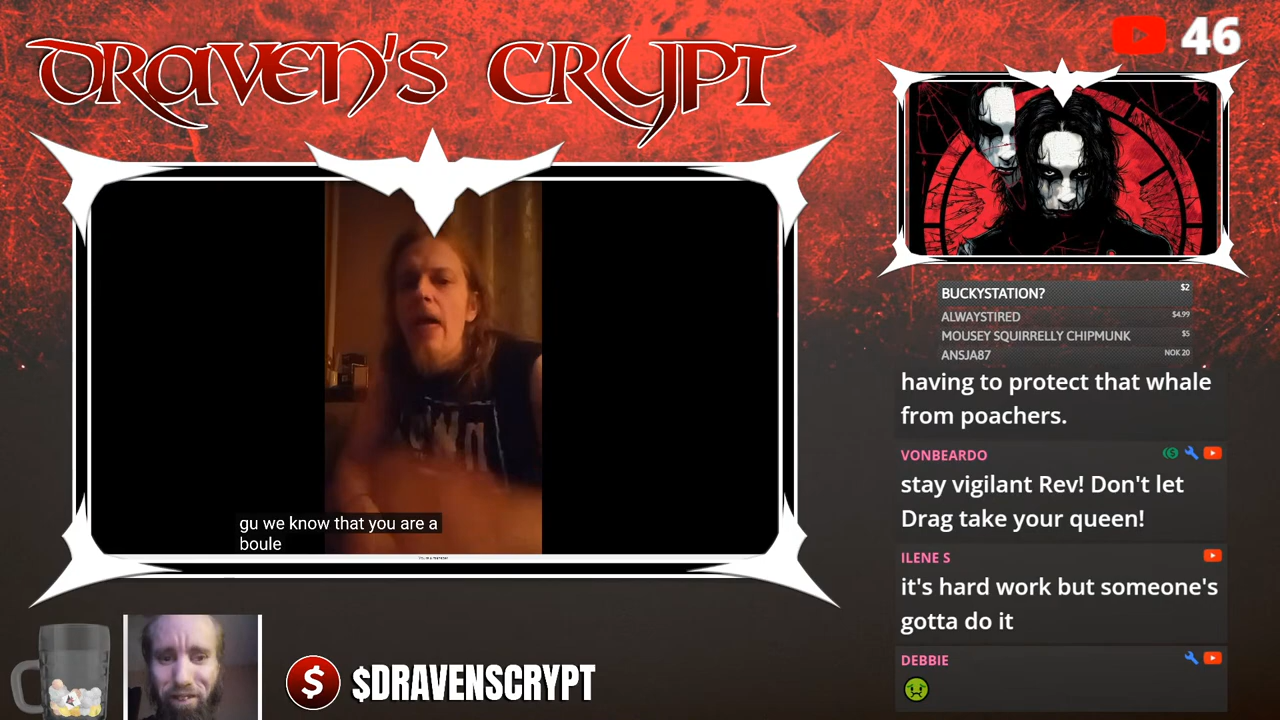 DRAVEN'S CRYPT
46
BUCKYSTATION? $2
ALWAYSTIRED $4.99
MOUSEY SQUIRRELLY CHIPMUNK $5
ANSJA87 NOK 20
having to protect that whale
from poachers.
VONBEARDO
stay vigilant Rev! Don't let
Drag take your queen!
ILENE S
it's hard work but someone's
gotta do it
DEBBIE
gu we know that you are a
boule
$ $DRAVENSCRYPT